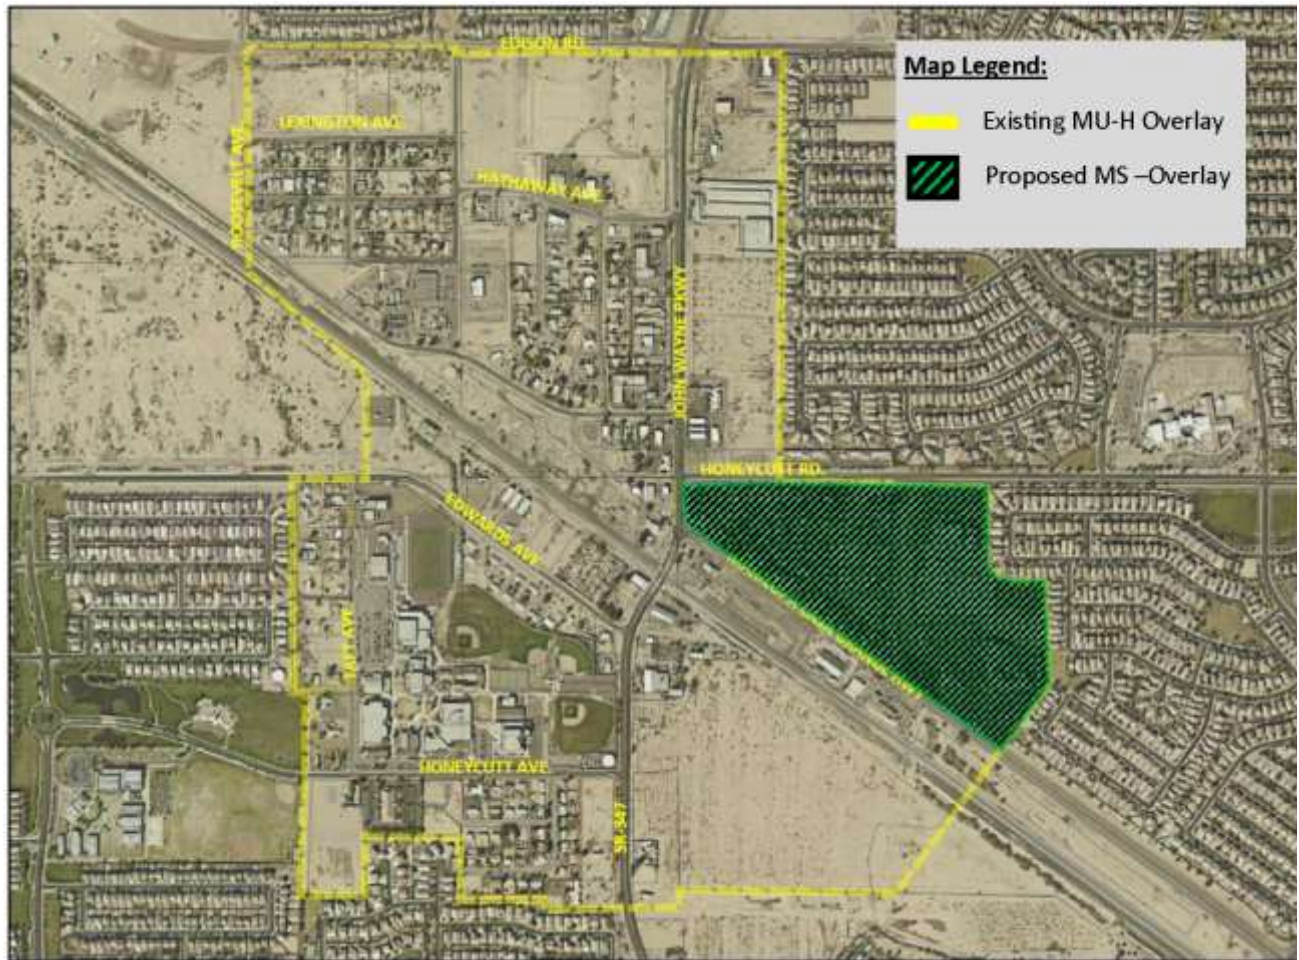 EDISON RD.
Map Legend:
Existing MU-H Overlay
Proposed MS –Overlay
LEXINGTON AVE
ROOSEVELT AVE
HATHAWAY AVE
JOHN WAYNE PKWY
HONEYCUTT RD.
EDWARDS AVE
TAFT AVE
HONEYCUTT AVE
SR-347